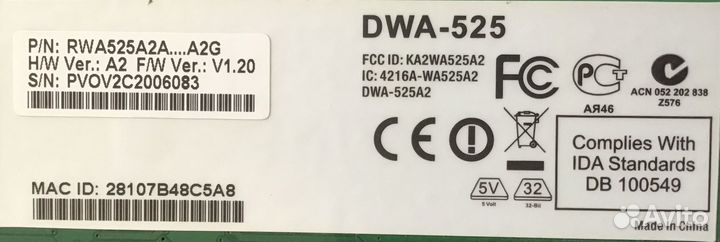 P/N: RWA525A2A....A2G
H/W Ver.: A2 F/W Ver.: V1.20
S/N: PVOV2C2006083
MAC ID: 28107B48C5A8
DWA-525
FCC ID: KA2WA525A2
IC: 4216A-WA525A2
DWA-525A2
FC
РСт
АЯ46
ACN 052 202 838
Z576
CE
5V
5 Volt
32
32-Bit
Complies With
IDA Standards
DB 100549
Made in China
Avito